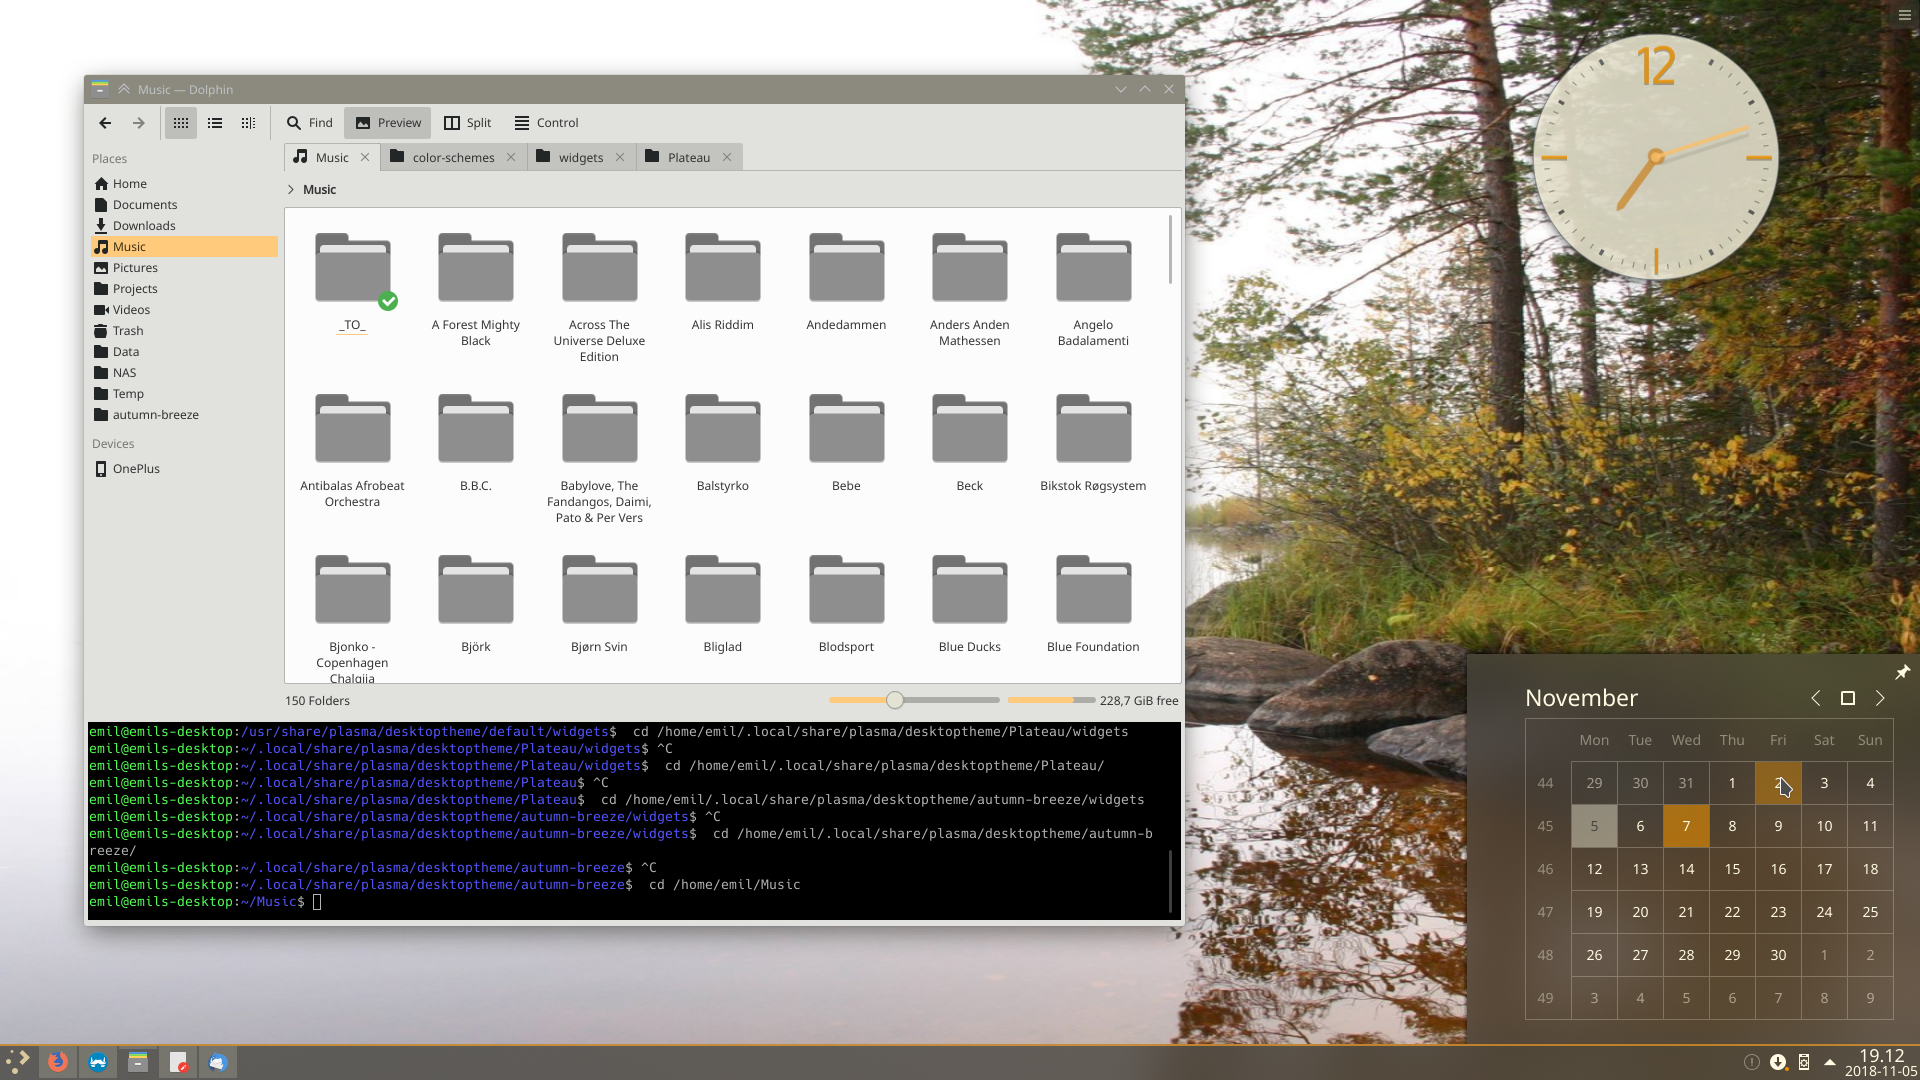 Music — Dolphin
Find
Preview
Split
Control
Places
Home
Documents
Downloads
Music
Pictures
Projects
Videos
Trash
Data
NAS
Temp
autumn-breeze
Devices
OnePlus
Music
color-schemes
widgets
Plateau
Music
_TO_
A Forest Mighty
Black
Across The
Universe Deluxe
Edition
Alis Riddim
Andedammen
Anders Anden
Mathessen
Angelo
Badalamenti
Antibalas Afrobeat
Orchestra
B.B.C.
Babylove, The
Fandangos, Daimi,
Pato & Per Vers
Balstyrko
Bebe
Beck
Bikstok Røgsystem
Bjonko -
Copenhagen
Chalgija
Björk
Bjørn Svin
Bliglad
Blodsport
Blue Ducks
Blue Foundation
150 Folders
228,7 GiB free
emil@emils-desktop:/usr/share/plasma/desktoptheme/default/widgets$  cd /home/emil/.local/share/plasma/desktoptheme/Plateau/widgets
emil@emils-desktop:~/.local/share/plasma/desktoptheme/Plateau/widgets$ ^C
emil@emils-desktop:~/.local/share/plasma/desktoptheme/Plateau/widgets$  cd /home/emil/.local/share/plasma/desktoptheme/Plateau/
emil@emils-desktop:~/.local/share/plasma/desktoptheme/Plateau$ ^C
emil@emils-desktop:~/.local/share/plasma/desktoptheme/Plateau$  cd /home/emil/.local/share/plasma/desktoptheme/autumn-breeze/widgets
emil@emils-desktop:~/.local/share/plasma/desktoptheme/autumn-breeze/widgets$ ^C
emil@emils-desktop:~/.local/share/plasma/desktoptheme/autumn-breeze/widgets$  cd /home/emil/.local/share/plasma/desktoptheme/autumn-b
reeze/
emil@emils-desktop:~/.local/share/plasma/desktoptheme/autumn-breeze$ ^C
emil@emils-desktop:~/.local/share/plasma/desktoptheme/autumn-breeze$  cd /home/emil/Music
emil@emils-desktop:~/Music$
12
November
Mon Tue Wed Thu Fri Sat Sun
44 29 30 31 1 2 3 4
45 5 6 7 8 9 10 11
46 12 13 14 15 16 17 18
47 19 20 21 22 23 24 25
48 26 27 28 29 30 1 2
49 3 4 5 6 7 8 9
19.12
2018-11-05